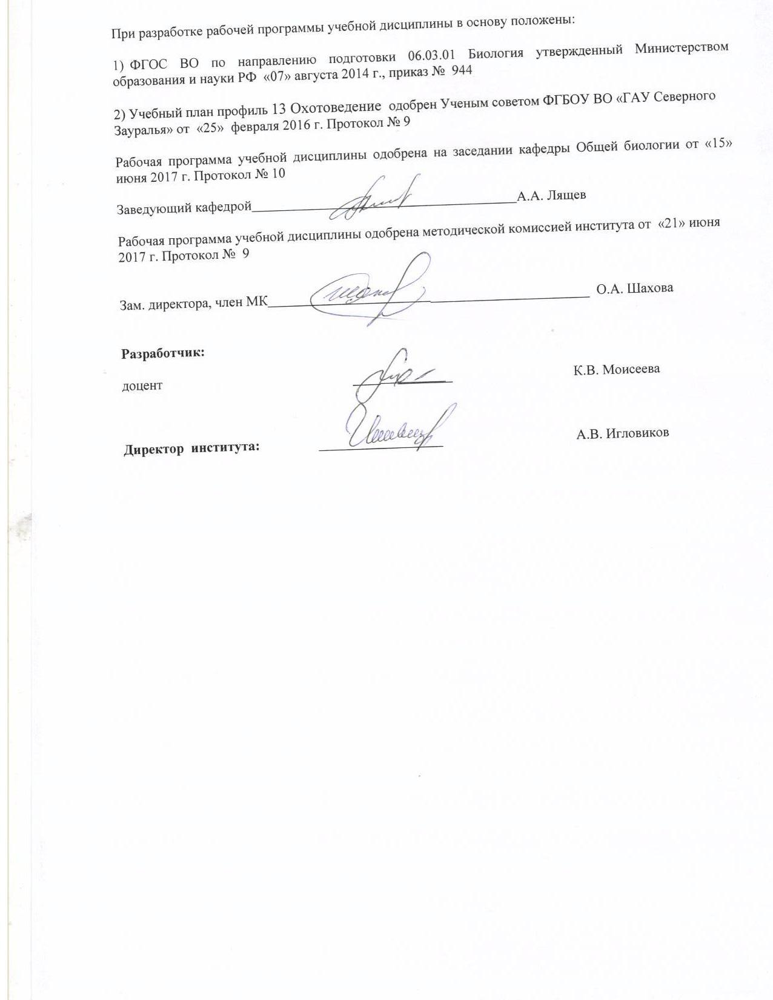 При разработке рабочей программы учебной дисциплины в основу положены:
1) ФГОС ВО по направлению подготовки 06.03.01 Биология утвержденный Министерством
образования и науки РФ «07» августа 2014 г., приказ № 944
2) Учебный план профиль 13 Охотоведение одобрен Ученым советом ФГБОУ ВО «ГАУ Северного
Зауралья» от «25» февраля 2016 г. Протокол № 9
Рабочая программа учебной дисциплины одобрена на заседании кафедры Общей биологии от «15»
июня 2017 г. Протокол № 10
Заведующий кафедрой А.А. Лящев
Рабочая программа учебной дисциплины одобрена методической комиссией института от «21» июня
2017 г. Протокол № 9
Зам. директора, член МК О.А. Шахова
Разработчик:
доцент К.В. Моисеева
Директор института: А.В. Игловиков